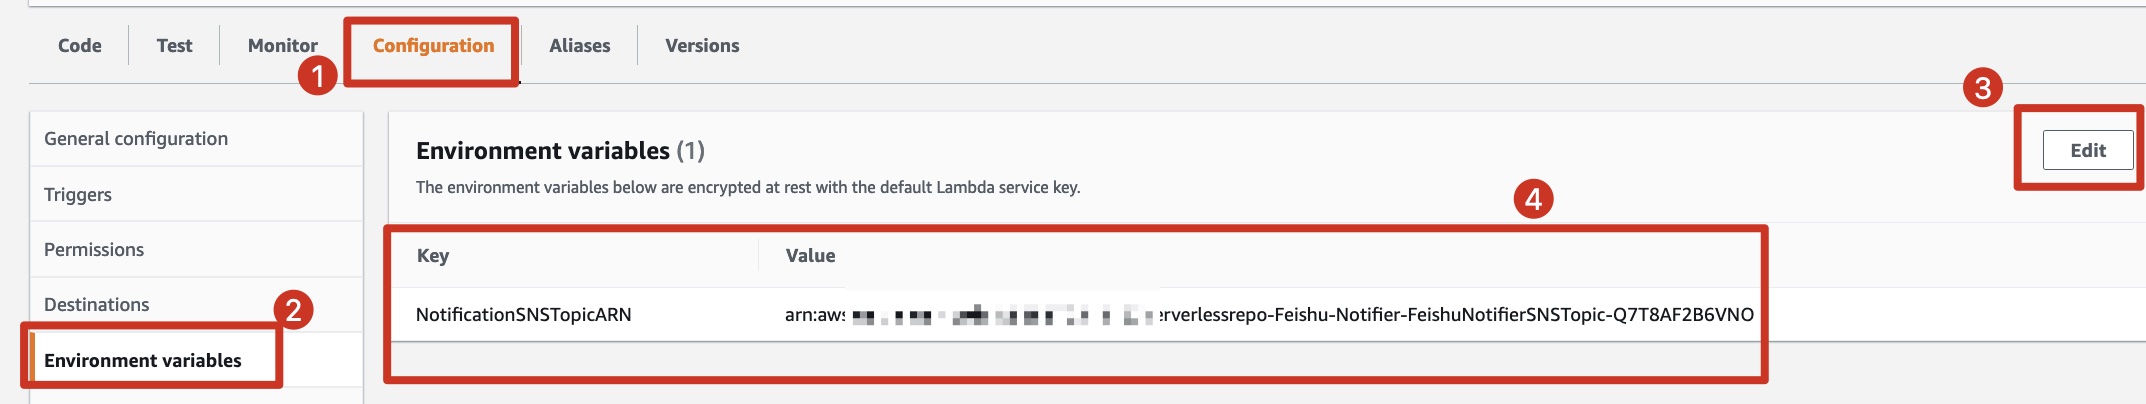 Code Test Monitor Configuration Aliases Versions
1
3
General configuration
Triggers
Permissions
Destinations
2
Environment variables
Environment variables (1)
Edit
The environment variables below are encrypted at rest with the default Lambda service key.
4
Key Value
NotificationSNSTopicARN arn:aws erverlessrepo-Feishu-Notifier-FeishuNotifierSNSTopic-Q7T8AF2B6VNO